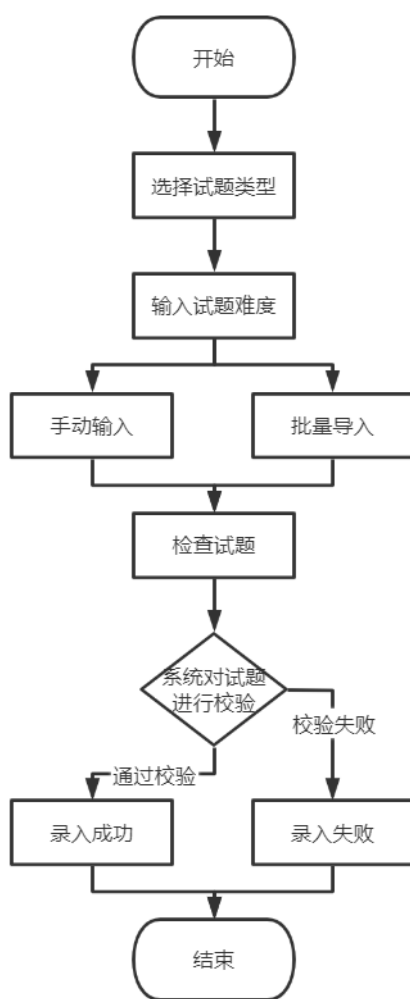 开始
选择试题类型
输入试题难度
手动输入
批量导入
检查试题
系统对试题
进行校验
校验失败
通过校验
录入成功
录入失败
结束